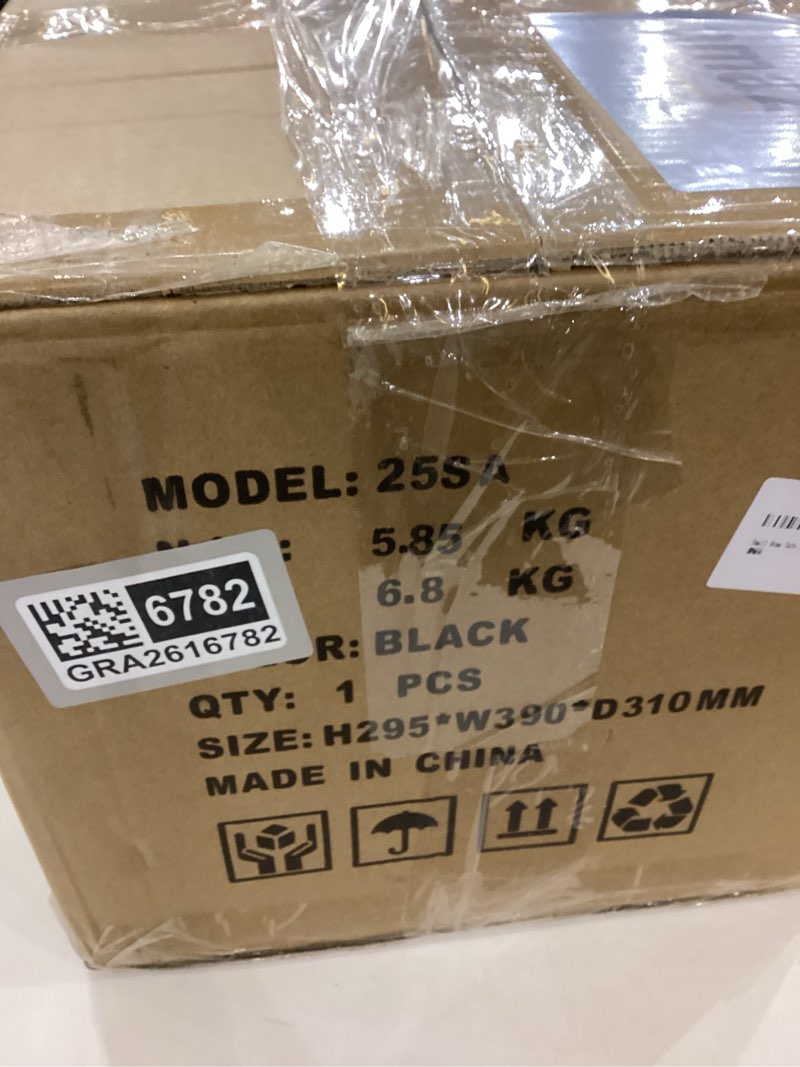 MODEL: 25SA
5.85 KG
6.8 KG
R: BLACK
6782
GRA2616782
QTY: 1 PCS
SIZE: H295*W390*D310MM
MADE IN CHINA